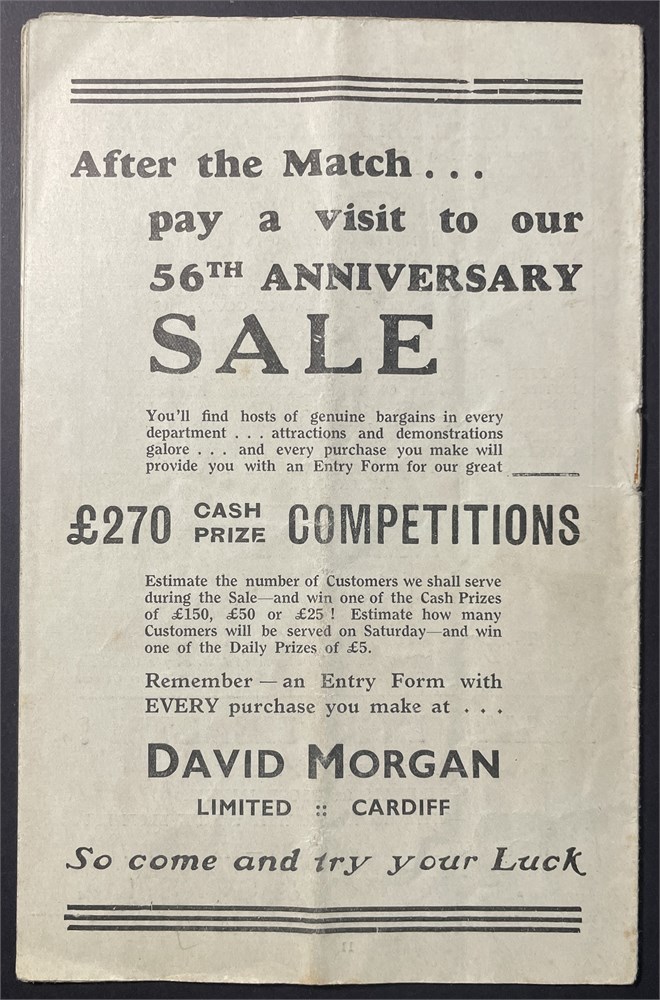 After the Match . . .
pay a visit to our
56TH ANNIVERSARY
SALE
You'll find hosts of genuine bargains in every
department . . . attractions and demonstrations
galore . . . and every purchase you make will
provide you with an Entry Form for our great
£270 CASH PRIZE COMPETITIONS
Estimate the number of Customers we shall serve
during the Sale—and win one of the Cash Prizes
of £150, £50 or £25 ! Estimate how many
Customers will be served on Saturday—and win
one of the Daily Prizes of £5.
Remember — an Entry Form with
EVERY purchase you make at . . .
DAVID MORGAN
LIMITED :: CARDIFF
So come and try your Luck